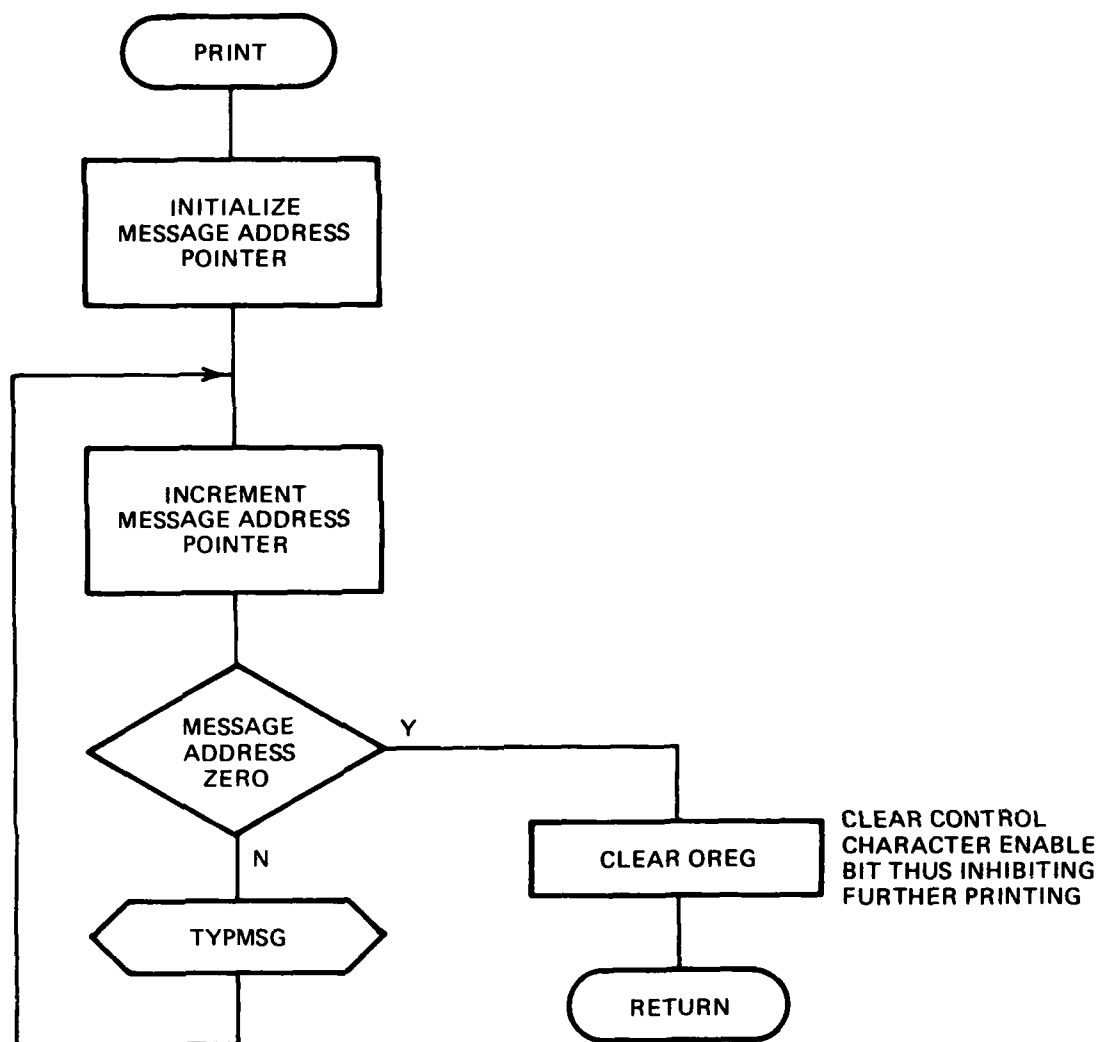 PRINT
INITIALIZE
MESSAGE ADDRESS
POINTER
INCREMENT
MESSAGE ADDRESS
POINTER
MESSAGE
ADDRESS
ZERO
Y
N
CLEAR OREG
CLEAR CONTROL
CHARACTER ENABLE
BIT THUS INHIBITING
FURTHER PRINTING
TYPMSG
RETURN